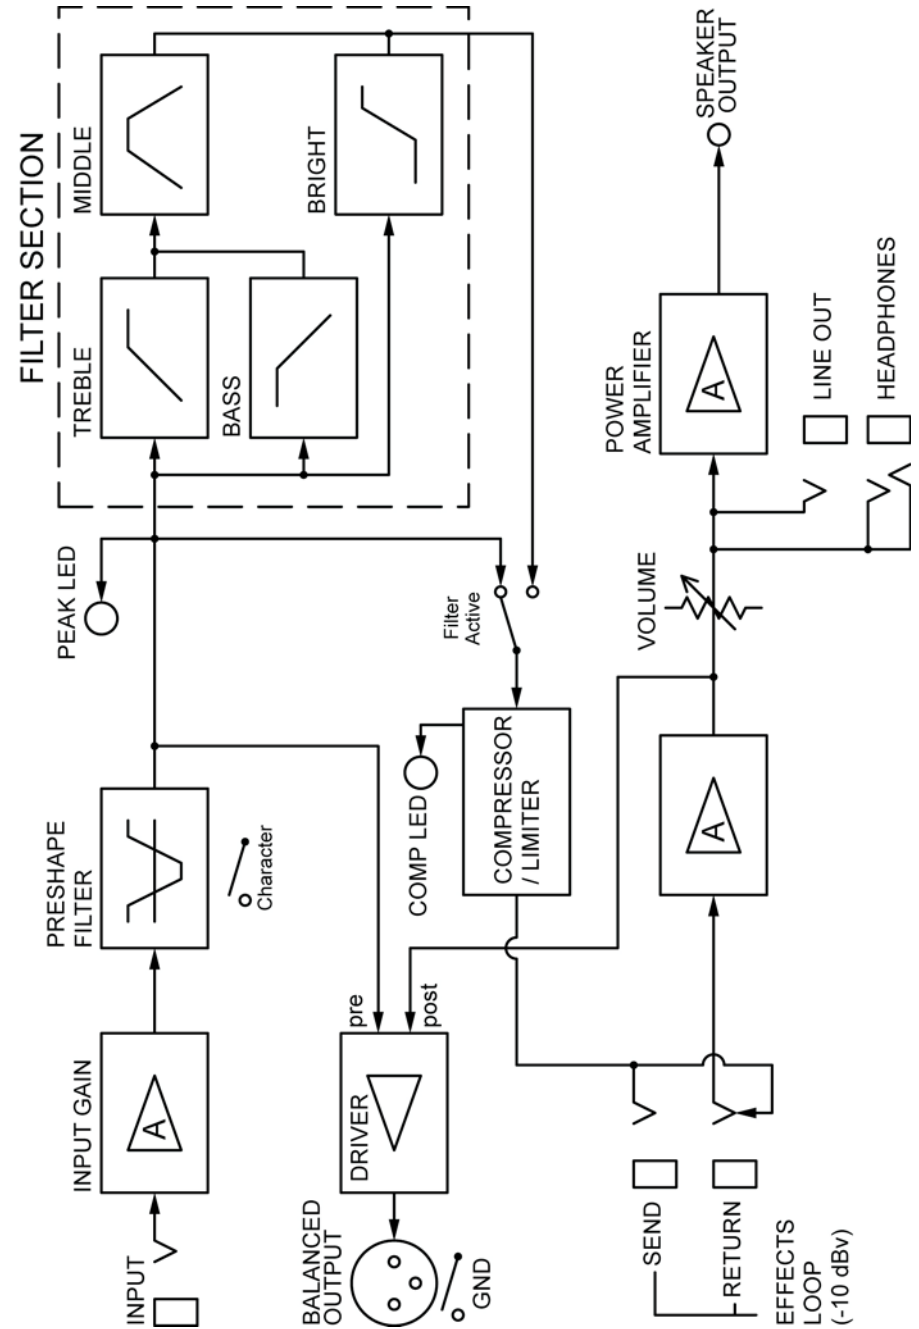 FILTER SECTION
INPUT
INPUT GAIN
A
PRESHAPE
FILTER
Character
PEAK LED
TREBLE
MIDDLE
BASS
BRIGHT
BALANCED
OUTPUT
GND
DRIVER
pre
post
COMP LED
COMPRESSOR
/ LIMITER
Filter
Active
SEND
RETURN
EFFECTS
LOOP
(-10 dBv)
A
VOLUME
POWER
AMPLIFIER
A
SPEAKER
OUTPUT
LINE OUT
HEADPHONES